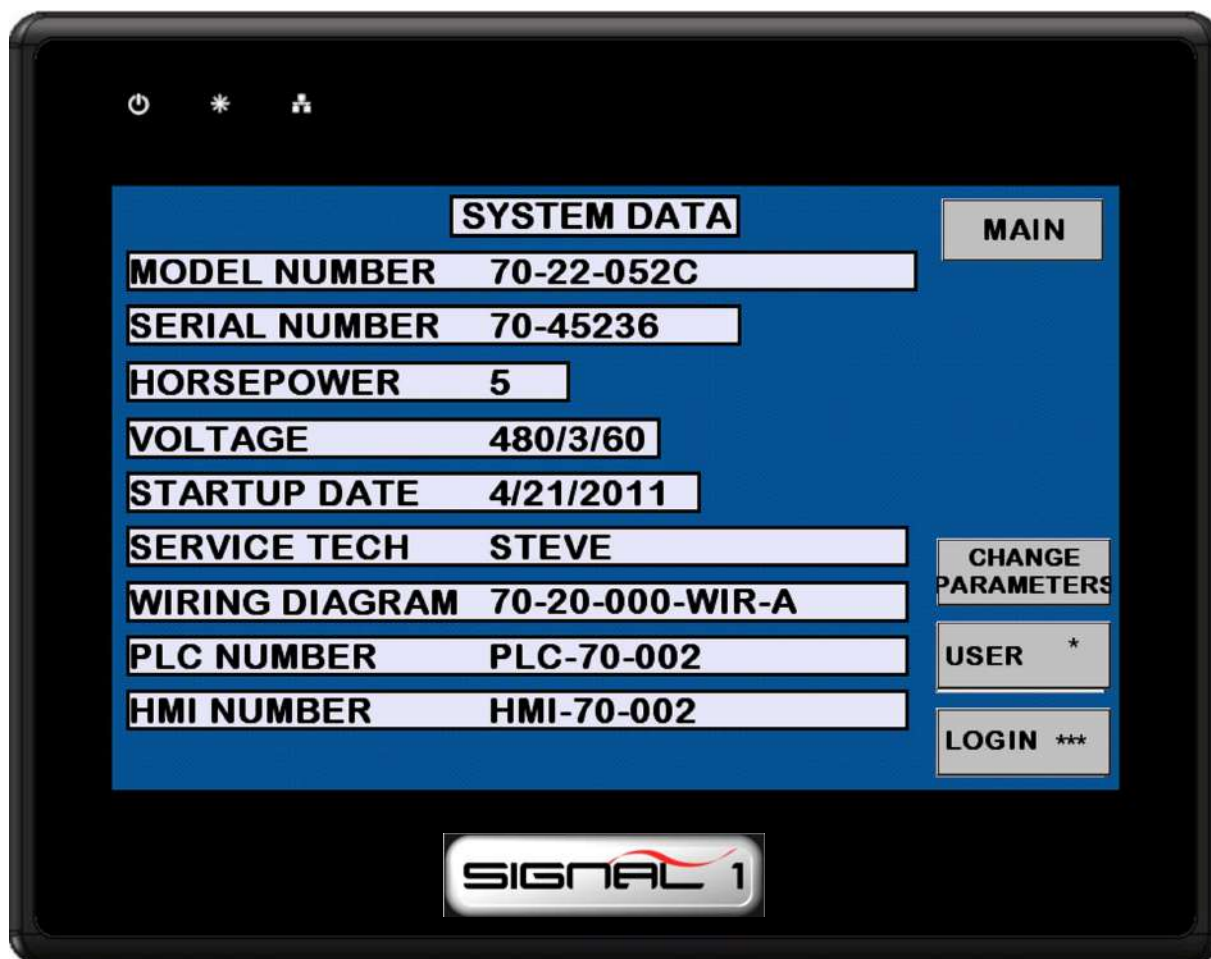 SYSTEM DATA
MAIN
MODEL NUMBER 70-22-052C
SERIAL NUMBER 70-45236
HORSEPOWER 5
VOLTAGE 480/3/60
STARTUP DATE 4/21/2011
SERVICE TECH STEVE
WIRING DIAGRAM 70-20-000-WIR-A
PLC NUMBER PLC-70-002
HMI NUMBER HMI-70-002
CHANGE
PARAMETERS
USER *
LOGIN ***
SIGNAL 1